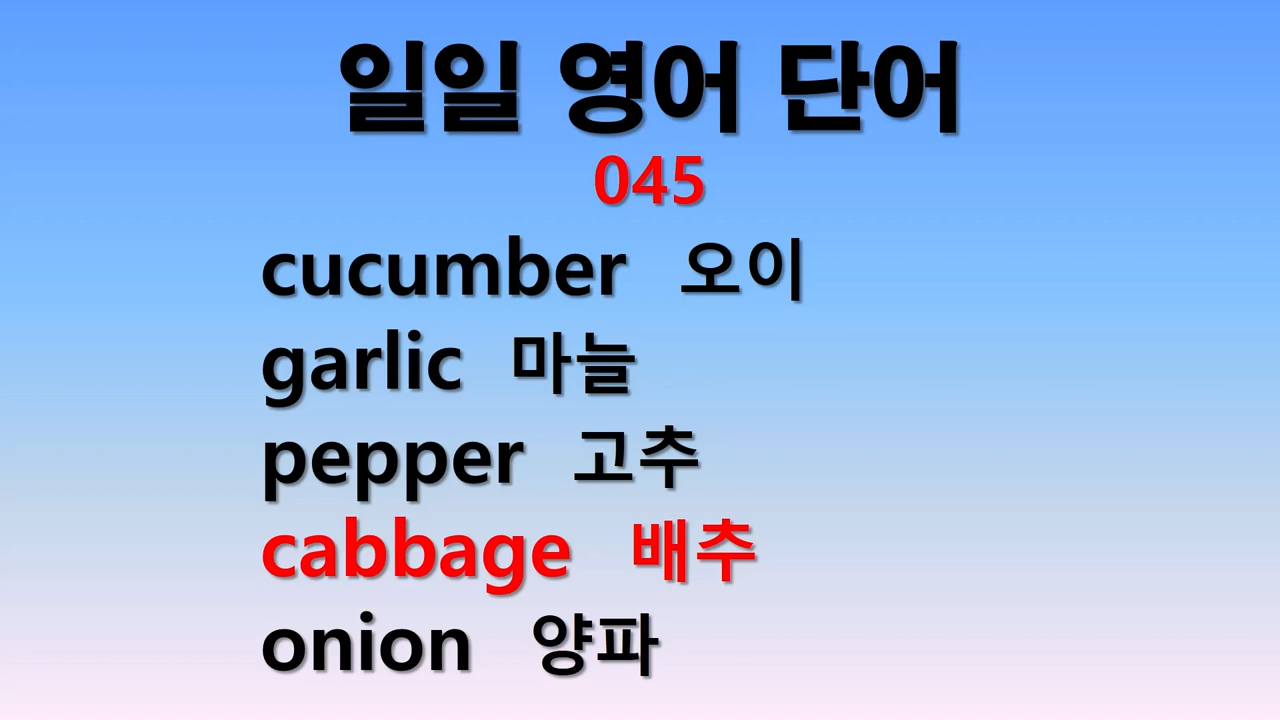 일일 영어 단어
045
cucumber 오이
garlic 마늘
pepper 고추
cabbage 배추
onion 양파